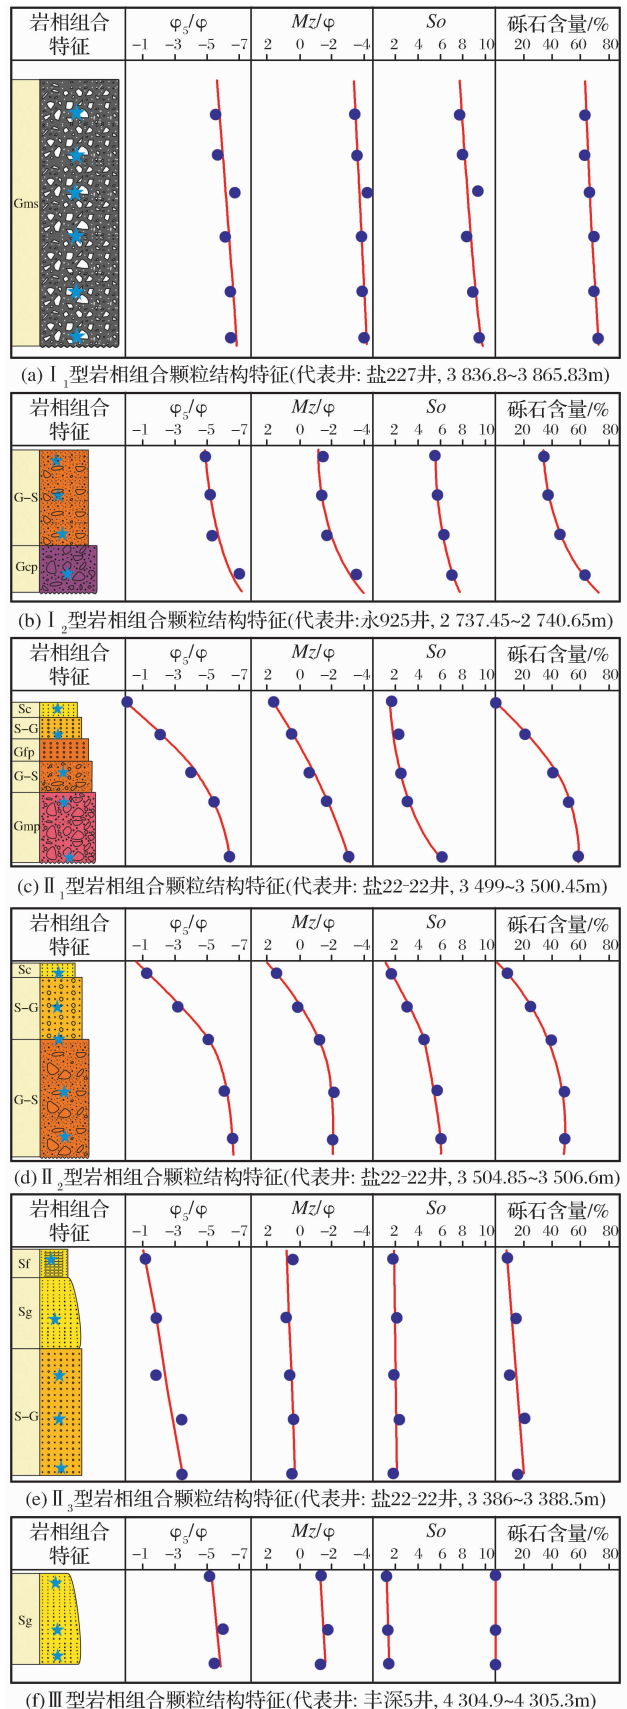 岩相组合 φ5/φ Mz/φ So 砾石含量/%
特征 −1 −3 −5 −7 2 0 −2 −4 2 4 6 8 10 20 40 60 80
Gms
(a) Ⅰ1型岩相组合颗粒结构特征(代表井: 盐227井, 3 836.8~3 865.83m)
岩相组合 φ5/φ Mz/φ So 砾石含量/%
特征 −1 −3 −5 −7 2 0 −2 −4 2 4 6 8 10 20 40 60 80
G−S
Gcp
(b) Ⅰ2型岩相组合颗粒结构特征(代表井:永925井, 2 737.45~2 740.65m)
岩相组合 φ5/φ Mz/φ So 砾石含量/%
特征 −1 −3 −5 −7 2 0 −2 −4 2 4 6 8 10 20 40 60 80
Sc
S−G
Gfp
G−S
Gmp
(c) Ⅱ1型岩相组合颗粒结构特征(代表井: 盐22-22井, 3 499~3 500.45m)
岩相组合 φ5/φ Mz/φ So 砾石含量/%
特征 −1 −3 −5 −7 2 0 −2 −4 2 4 6 8 10 20 40 60 80
Sc
S−G
G−S
(d) Ⅱ2型岩相组合颗粒结构特征(代表井: 盐22-22井, 3 504.85~3 506.6m)
岩相组合 φ5/φ Mz/φ So 砾石含量/%
特征 −1 −3 −5 −7 2 0 −2 −4 2 4 6 8 10 20 40 60 80
Sf
Sg
S−G
(e) Ⅱ3型岩相组合颗粒结构特征(代表井: 盐22-22井, 3 386~3 388.5m)
岩相组合 φ5/φ Mz/φ So 砾石含量/%
特征 −1 −3 −5 −7 2 0 −2 −4 2 4 6 8 10 20 40 60 80
Sg
(f) Ⅲ型岩相组合颗粒结构特征(代表井: 丰深5井, 4 304.9~4 305.3m)